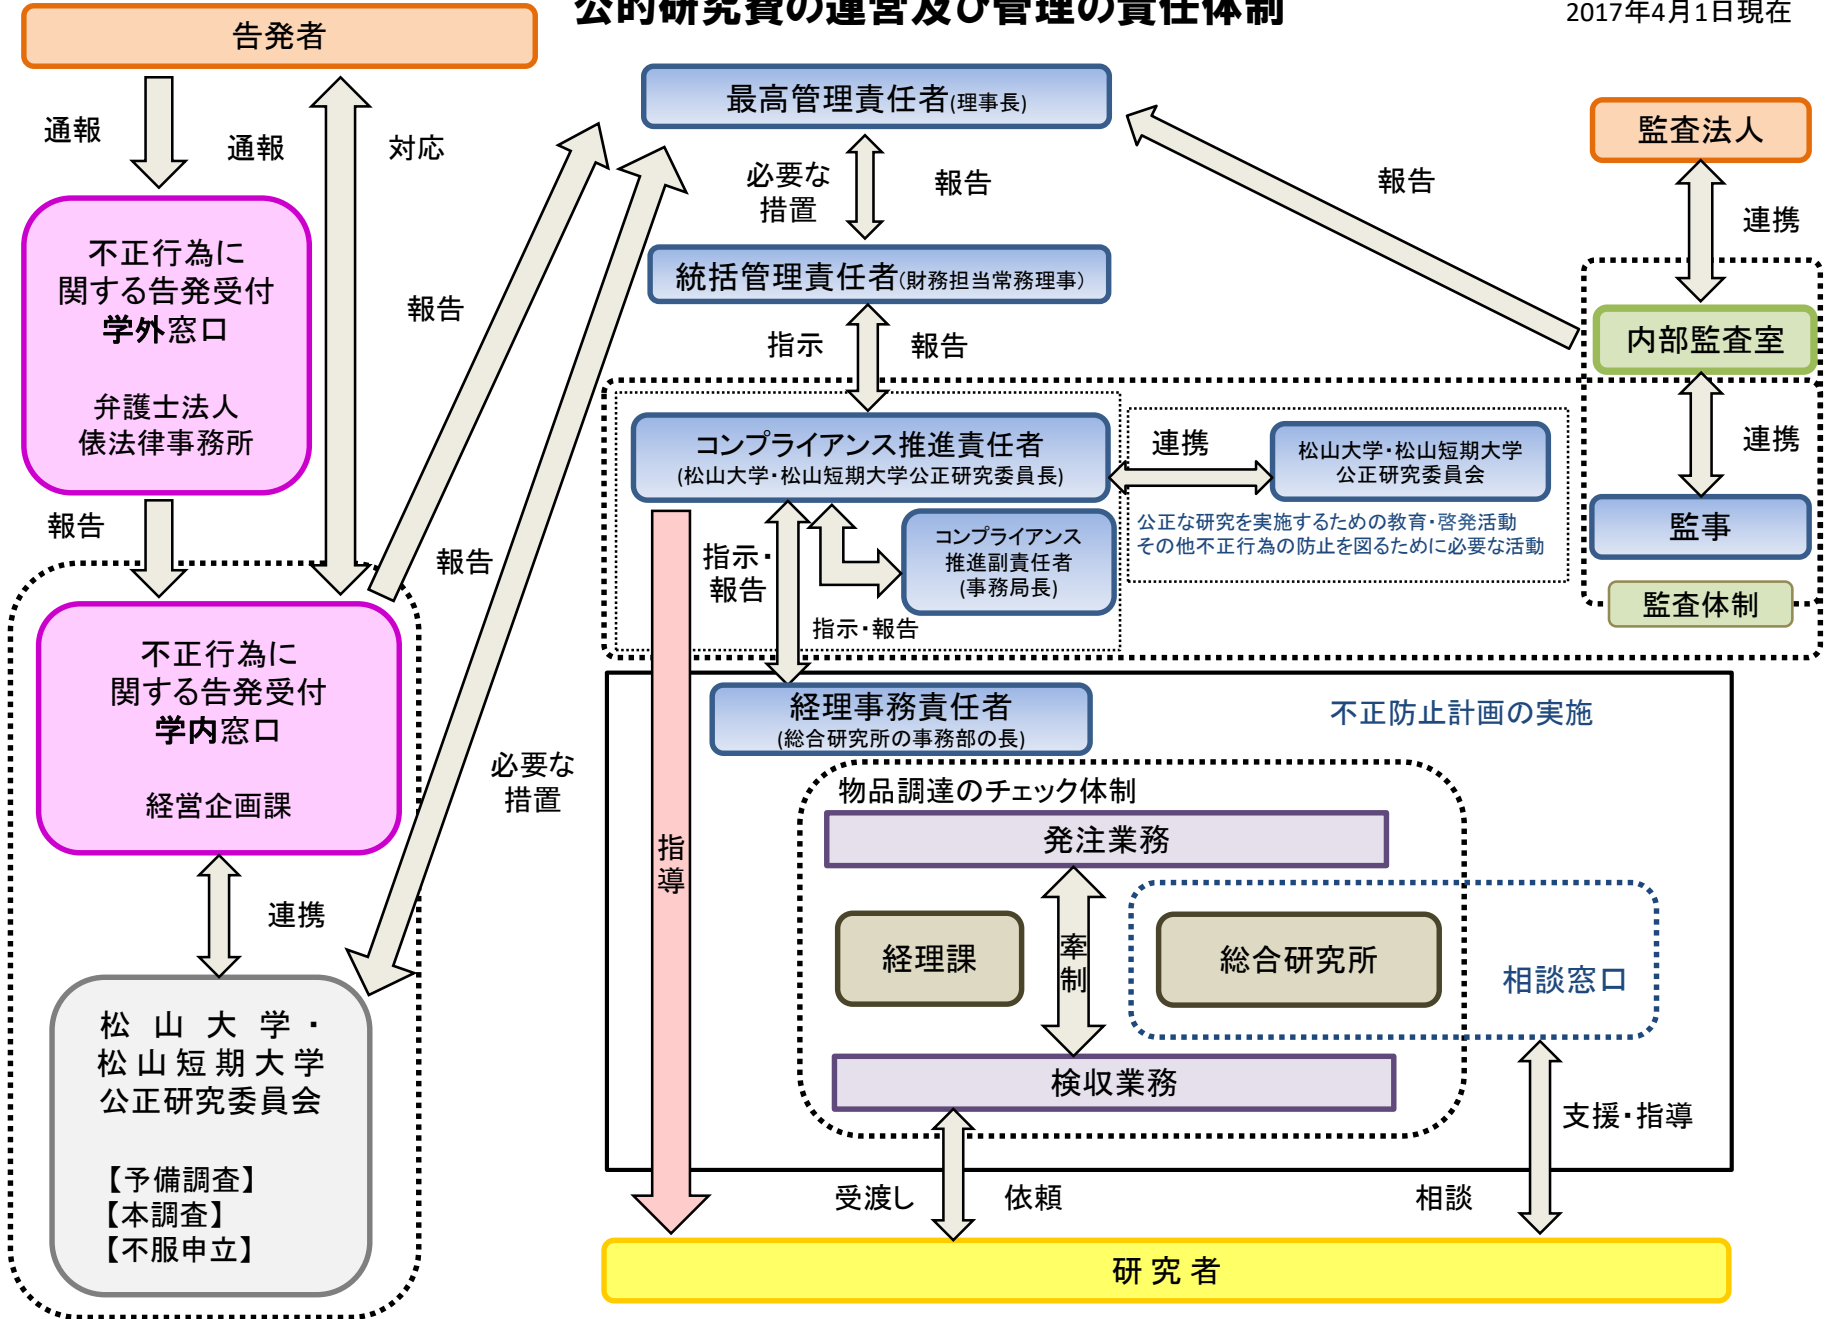 公的研究費の運営及び管理の責任体制
2017年4月1日現在
告発者
通報
通報
対応
不正行為に
関する告発受付
学外窓口
弁護士法人
俵法律事務所
報告
不正行為に
関する告発受付
学内窓口
経営企画課
連携
松山大学・
松山短期大学
公正研究委員会
【予備調査】
【本調査】
【不服申立】
報告
報告
必要な
措置
最高管理責任者(理事長)
必要な
措置
報告
統括管理責任者(財務担当常務理事)
指示
報告
コンプライアンス推進責任者
(松山大学・松山短期大学公正研究委員長)
連携
松山大学・松山短期大学
公正研究委員会
公正な研究を実施するための教育・啓発活動
その他不正行為の防止を図るために必要な活動
指示・
報告
コンプライアンス
推進副責任者
(事務局長)
指示・報告
報告
監査法人
連携
内部監査室
連携
監事
監査体制
経理事務責任者
(総合研究所の事務部の長)
不正防止計画の実施
物品調達のチェック体制
発注業務
経理課
牽
制
総合研究所
相談窓口
検収業務
指
導
受渡し
依頼
相談
支援・指導
研究者